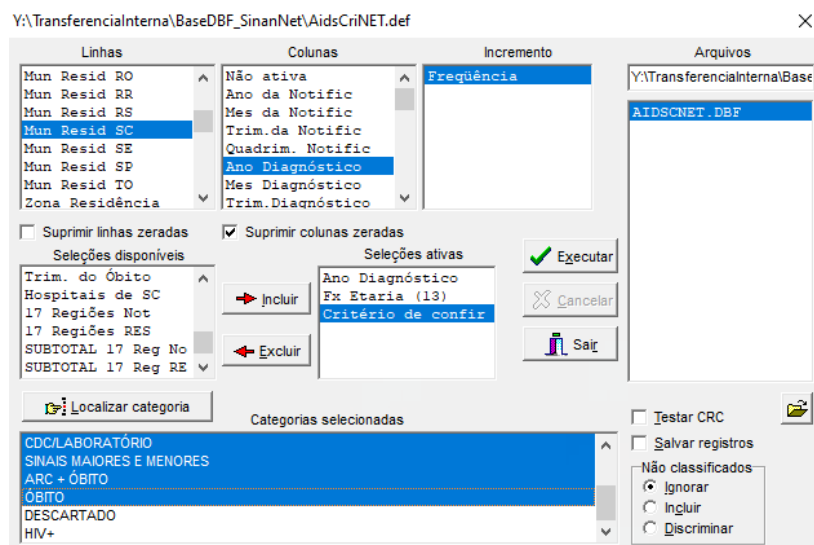 Y:\TransferenciaInterna\BaseDBF_SinanNet\AidsCriNET.def
Linhas
Mun Resid RO
Mun Resid RR
Mun Resid RS
Mun Resid SC
Mun Resid SE
Mun Resid SP
Mun Resid TO
Zona Residência
Colunas
Não ativa
Ano da Notific
Mes da Notific
Trim.da Notific
Quadrim. Notific
Ano Diagnóstico
Mes Diagnóstico
Trim.Diagnóstico
Incremento
Freqüência
Arquivos
Y:\TransferenciaInterna\Base
AIDSCNET.DBF
Suprimir linhas zeradas
Suprimir colunas zeradas
Seleções disponíveis
Trim. do Óbito
Hospitais de SC
17 Regiões Not
17 Regiões RES
SUBTOTAL 17 Reg No
SUBTOTAL 17 Reg RE
Incluir
Excluir
Seleções ativas
Ano Diagnóstico
Fx Etaria (13)
Critério de confir
Executar
Cancelar
Sair
Localizar categoria
Categorias selecionadas
CDC/LABORATÓRIO
SINAIS MAIORES E MENORES
ARC + ÓBITO
ÓBITO
DESCARTADO
HIV+
Testar CRC
Salvar registros
Não classificados
Ignorar
Incluir
Discriminar